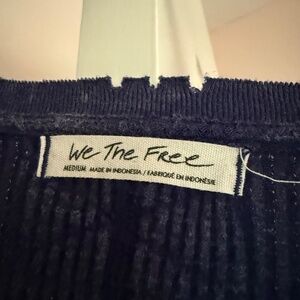 We The Free
MEDIUM MADE IN INDONESIA / FABRIQUÉ EN INDONÉSIE